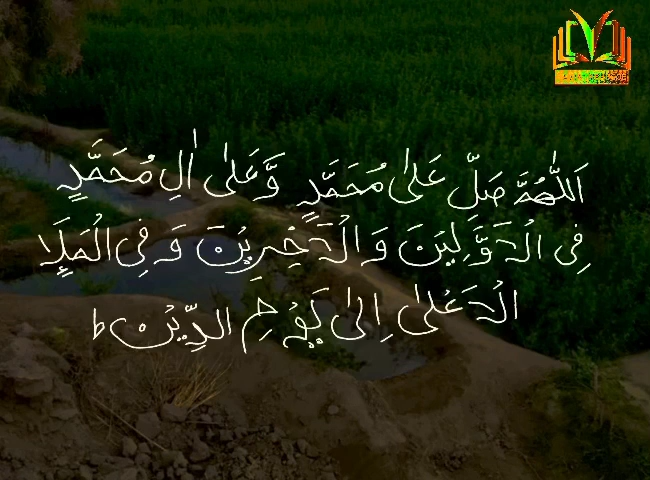 اَللّٰهُمَّ صَلِّ عَلٰى مُحَمَّدٍ وَّعَلٰى اٰلِ مُحَمَّدٍ
فِى الْاَوَّلِيْنَ وَالْاٰخِرِيْنَ وَفِى الْمَلَإِ
الْاَعْلٰى اِلٰى يَوْمِ الدِّيْنِ ط